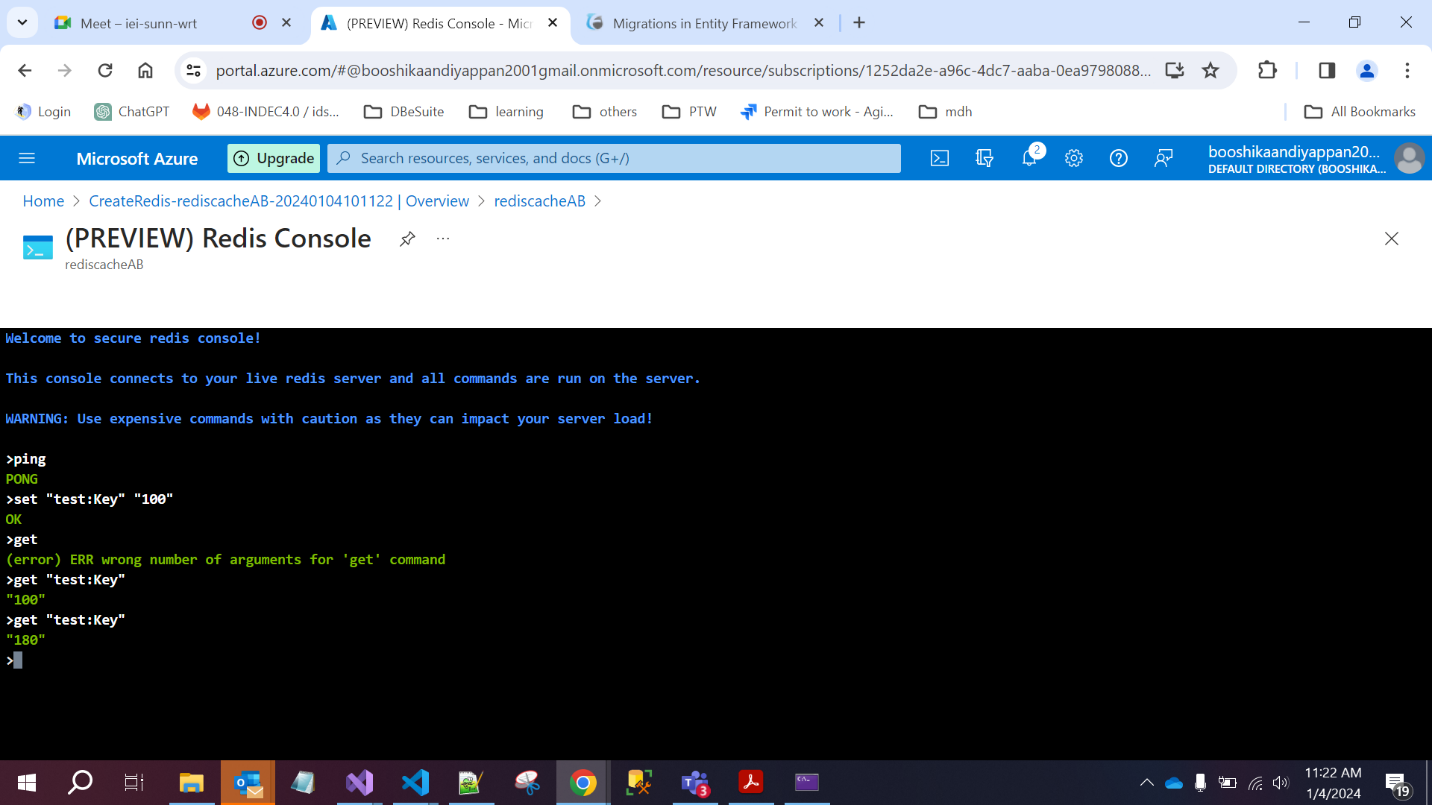 Meet – iei-sunn-wrt
(PREVIEW) Redis Console - Micr
Migrations in Entity Framework
portal.azure.com/#@booshikaandiyappan2001gmail.onmicrosoft.com/resource/subscriptions/1252da2e-a96c-4dc7-aaba-0ea9798088...
Login
ChatGPT
048-INDEC4.0 / ids...
DBeSuite
learning
others
PTW
Permit to work - Agi...
mdh
All Bookmarks
Microsoft Azure
Upgrade
Search resources, services, and docs (G+/)
2
booshikaandiyappan20...
DEFAULT DIRECTORY (BOOSHIKA...
Home > CreateRedis-rediscacheAB-20240104101122 | Overview > rediscacheAB >
(PREVIEW) Redis Console
...
rediscacheAB
Welcome to secure redis console!
This console connects to your live redis server and all commands are run on the server.
WARNING: Use expensive commands with caution as they can impact your server load!
>ping
PONG
>set "test:Key" "100"
OK
>get
(error) ERR wrong number of arguments for 'get' command
>get "test:Key"
"100"
>get "test:Key"
"180"
>
3
11:22 AM
1/4/2024
19